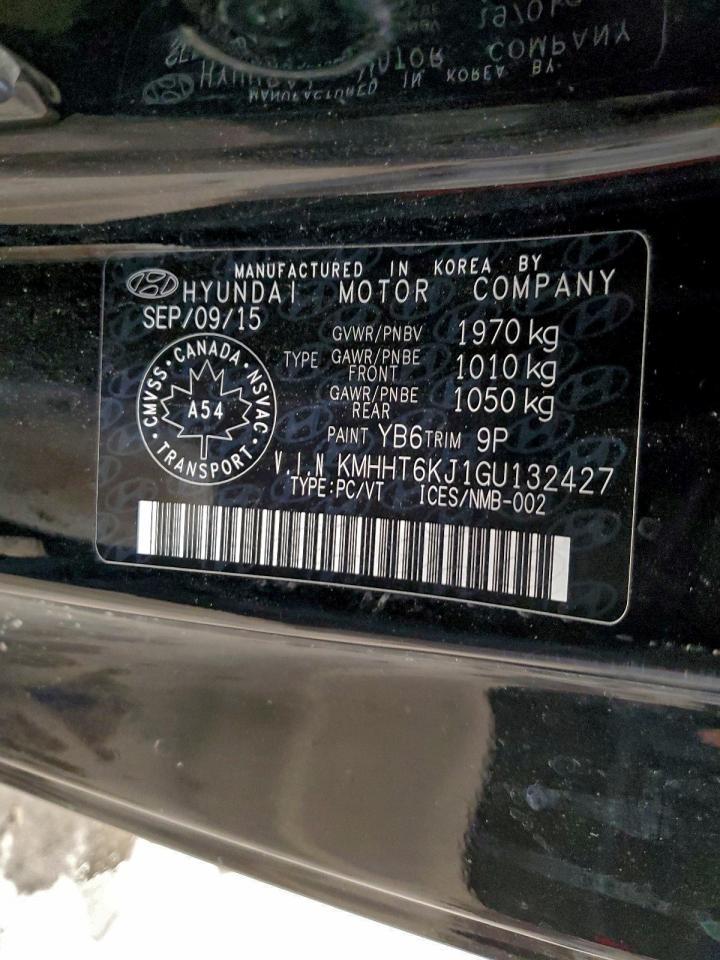 MANUFACTURED IN KOREA BY
HYUNDAI MOTOR COMPANY
SEP/09/15
GVWR/PNBV 1970 kg
TYPE GAWR/PNBE FRONT 1010 kg
GAWR/PNBE REAR 1050 kg
CMVSS • CANADA • NSVAC • TRANSPORT •
A54
PAINT YB6 TRIM 9P
V.I.N KMHHT6KJ1GU132427
TYPE:PC/VT ICES/NMB-002